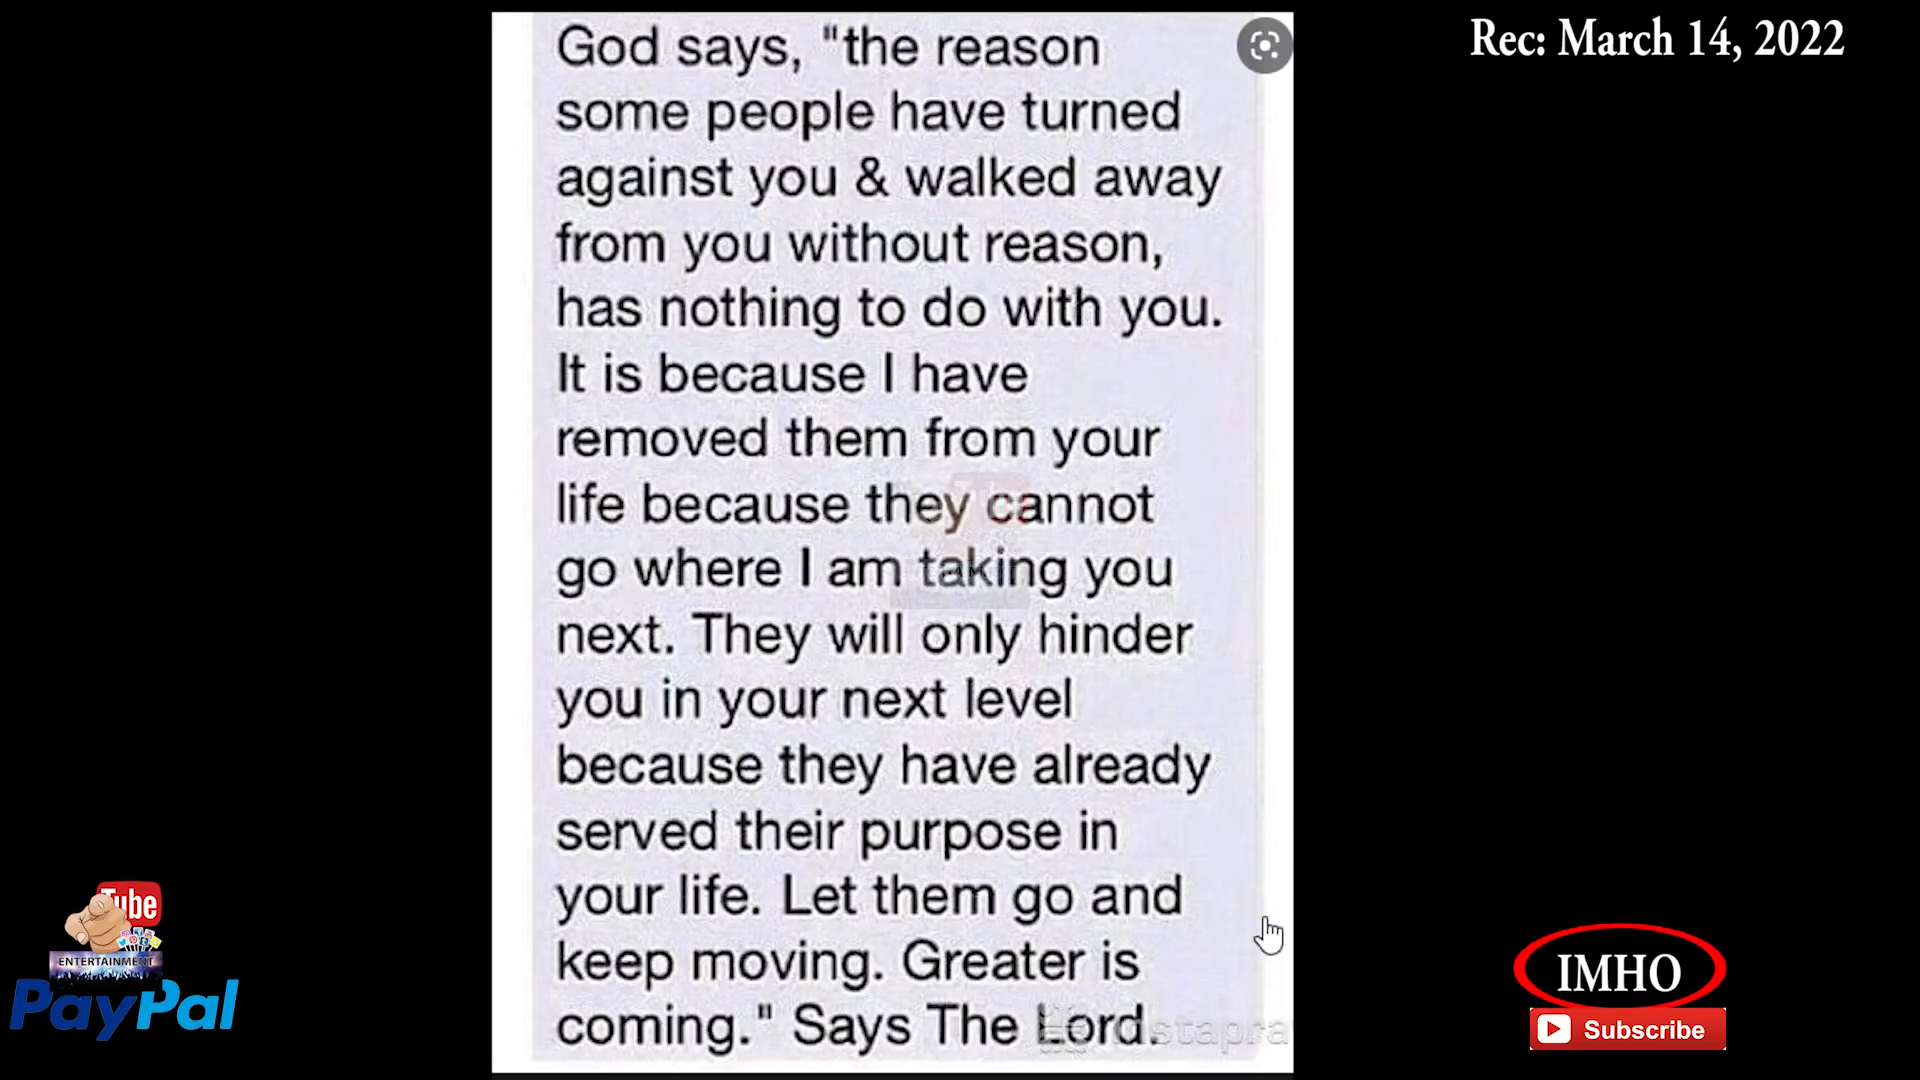 Rec: March 14, 2022
God says, "the reason
some people have turned
against you & walked away
from you without reason,
has nothing to do with you.
It is because I have
removed them from your
life because they cannot
go where I am taking you
next. They will only hinder
you in your next level
because they have already
served their purpose in
your life. Let them go and
keep moving. Greater is
coming." Says The Lord.
Tube
ENTERTAINMENT
PayPal
IMHO
Subscribe